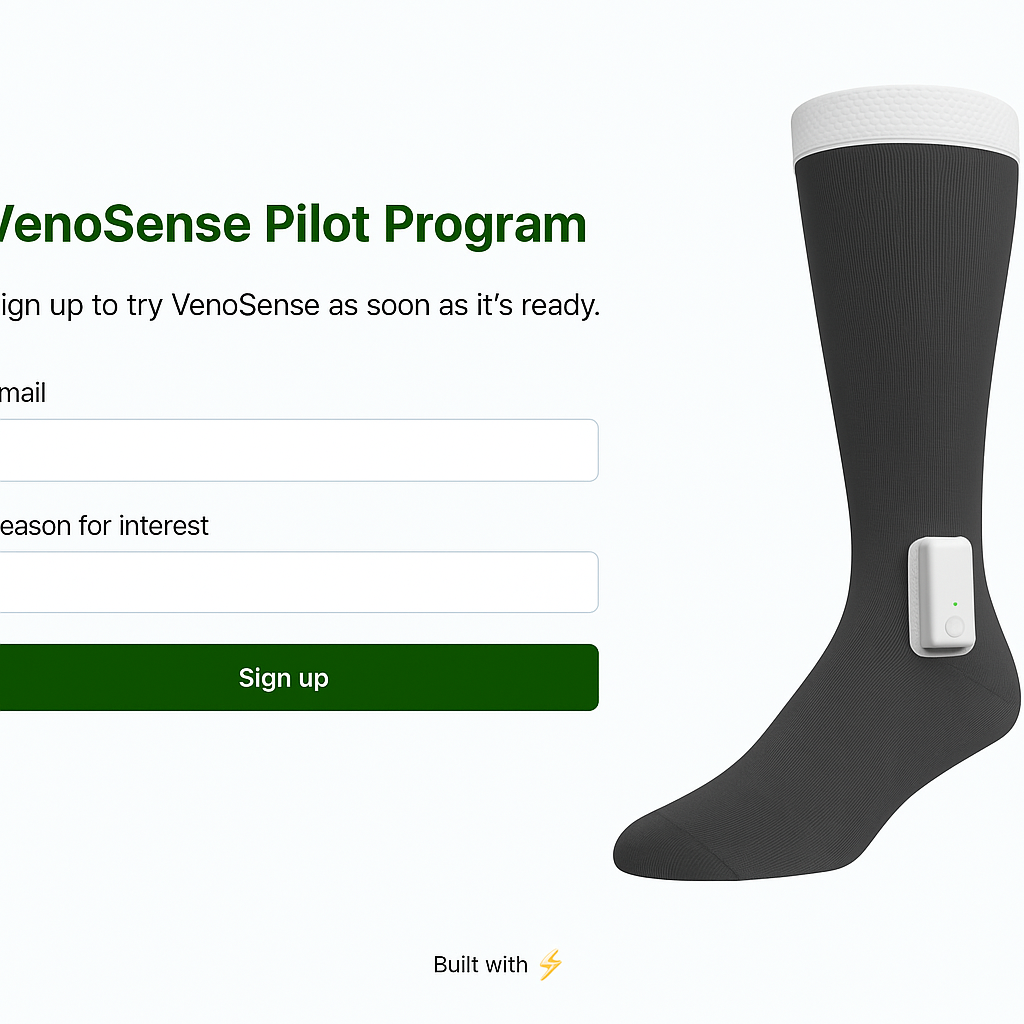 VenoSense Pilot Program
ign up to try VenoSense as soon as it’s ready.
mail
eason for interest
Sign up
Built with ⚡